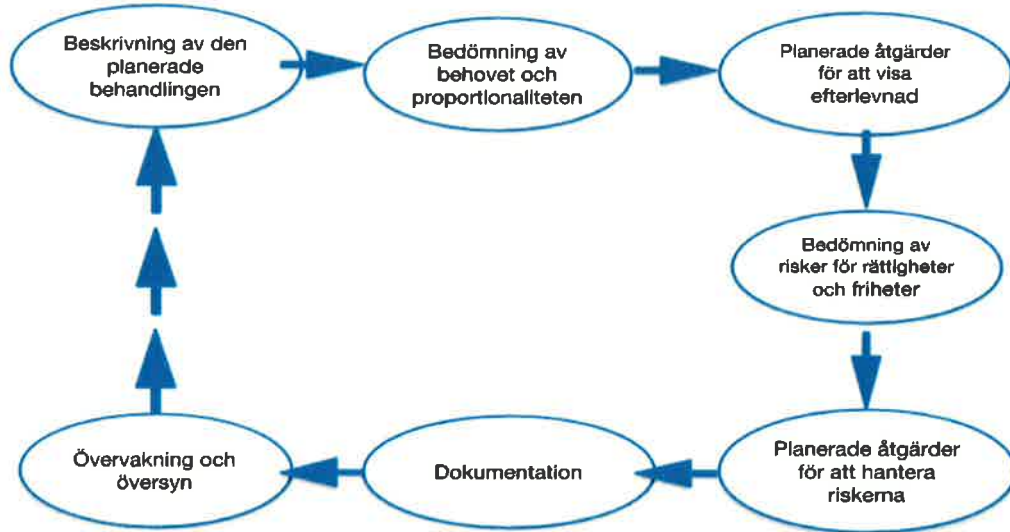 Beskrivning av den
planerade
behandlingen
Bedömning av
behovet och
proportionaliteten
Planerade åtgärder
för att visa
efterlevnad
Bedömning av
risker för rättigheter
och friheter
Planerade åtgärder
för att hantera
riskerna
Dokumentation
Övervakning och
översyn